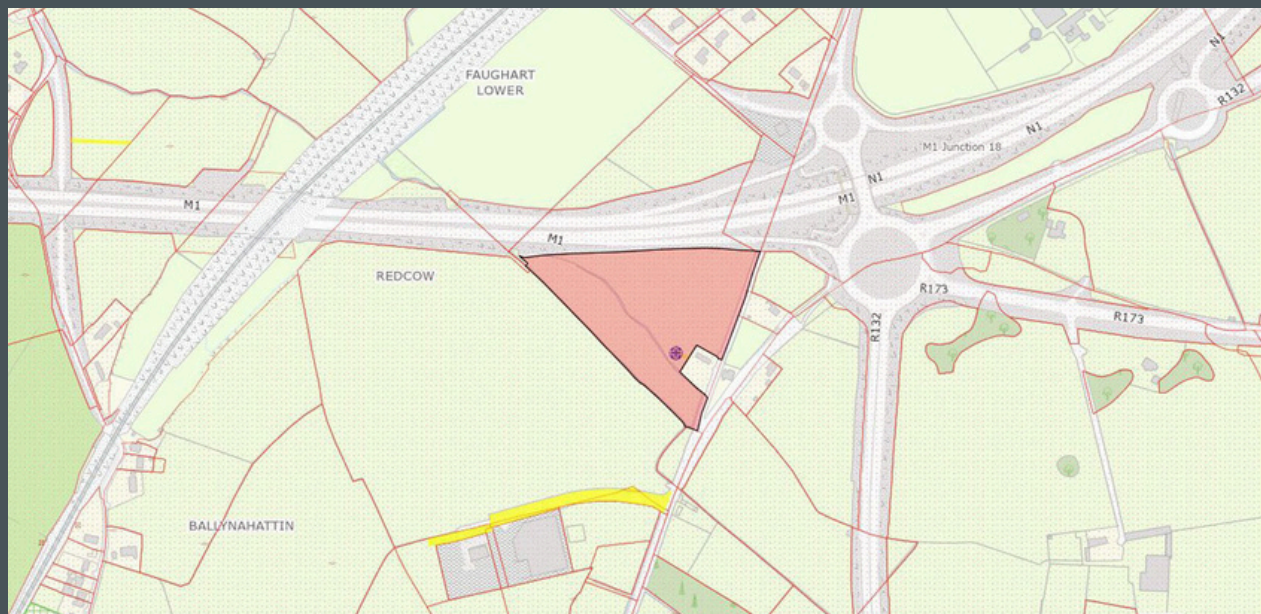 N1
FAUGHART
LOWER
R132
N1
M1 Junction 18
N1
M1
M1
M1
REDCOW
R173
R173
R132
BALLYNAHATTIN